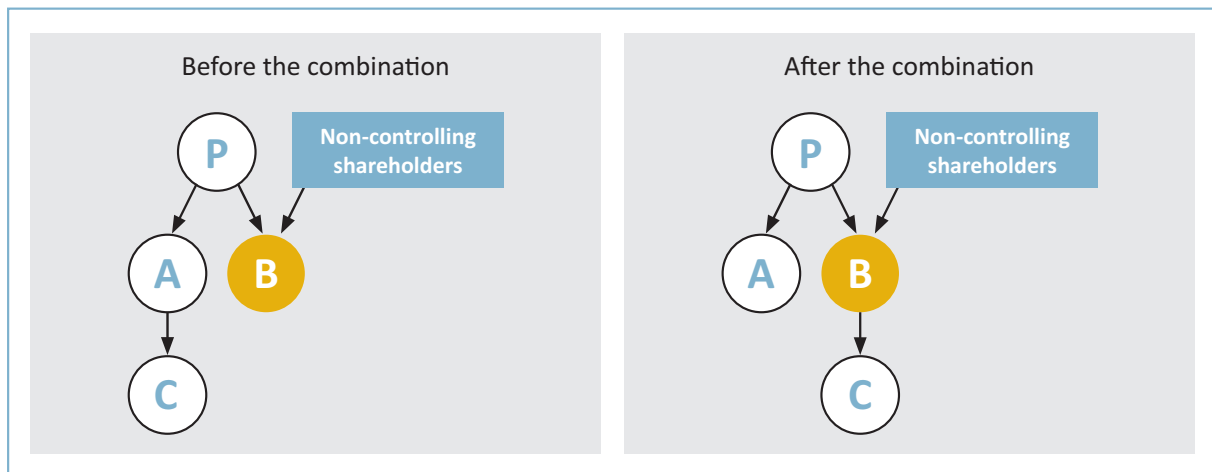 Before the combination
P
Non-controlling
shareholders
A
B
C
After the combination
P
Non-controlling
shareholders
A
B
C